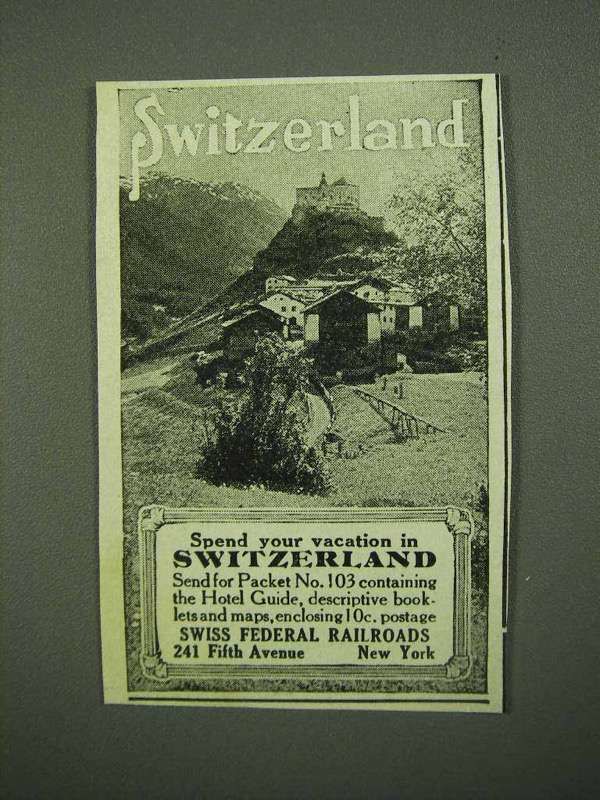 Switzerland
Spend your vacation in
SWITZERLAND
Send for Packet No. 103 containing
the Hotel Guide, descriptive book-
lets and maps, enclosing 10c. postage
SWISS FEDERAL RAILROADS
241 Fifth Avenue New York